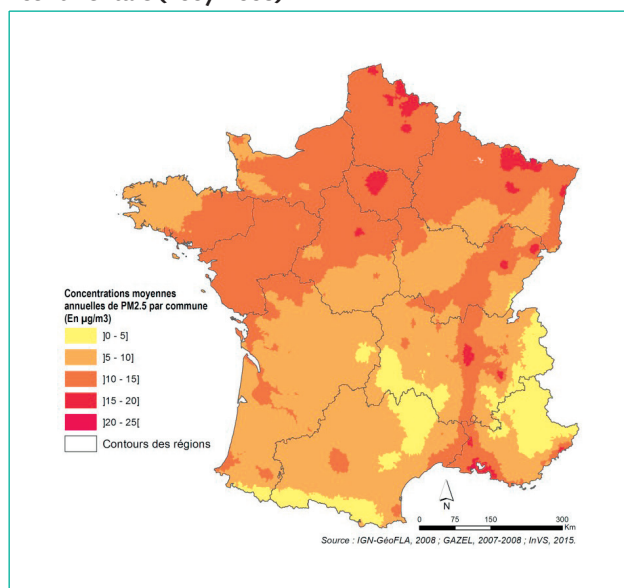 Concentrations moyennes
annuelles de PM2.5 par commune
(En µg/m3)
]0 - 5]
]5 - 10]
]10 - 15]
]15 - 20]
]20 - 25[
Contours des régions
N
0 75 150 300
Km
Source : IGN-GéoFLA, 2008 ; GAZEL, 2007-2008 ; InVS, 2015.